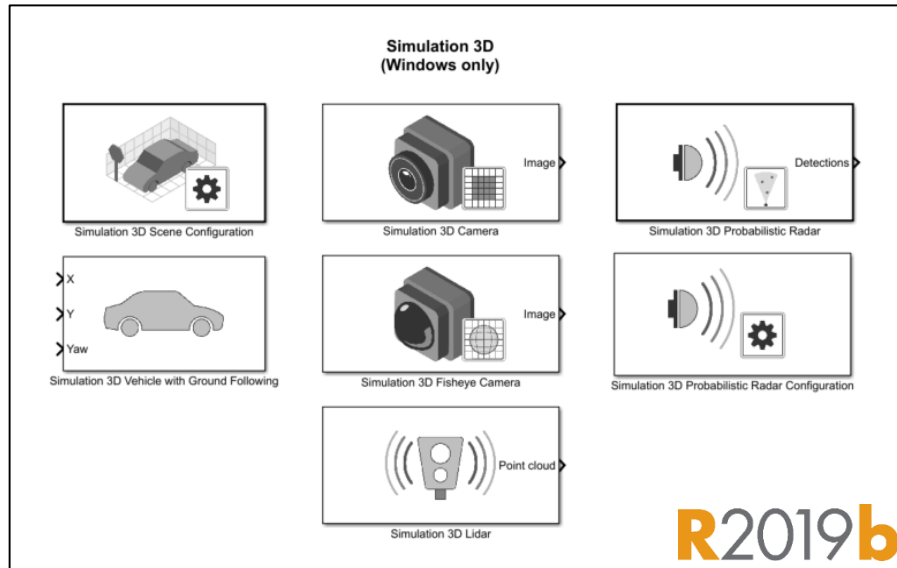 Simulation 3D
(Windows only)
Simulation 3D Scene Configuration
Image
Simulation 3D Camera
Detections
Simulation 3D Probabilistic Radar
X
Y
Yaw
Simulation 3D Vehicle with Ground Following
Image
Simulation 3D Fisheye Camera
Simulation 3D Probabilistic Radar Configuration
Point cloud
Simulation 3D Lidar
R2019b